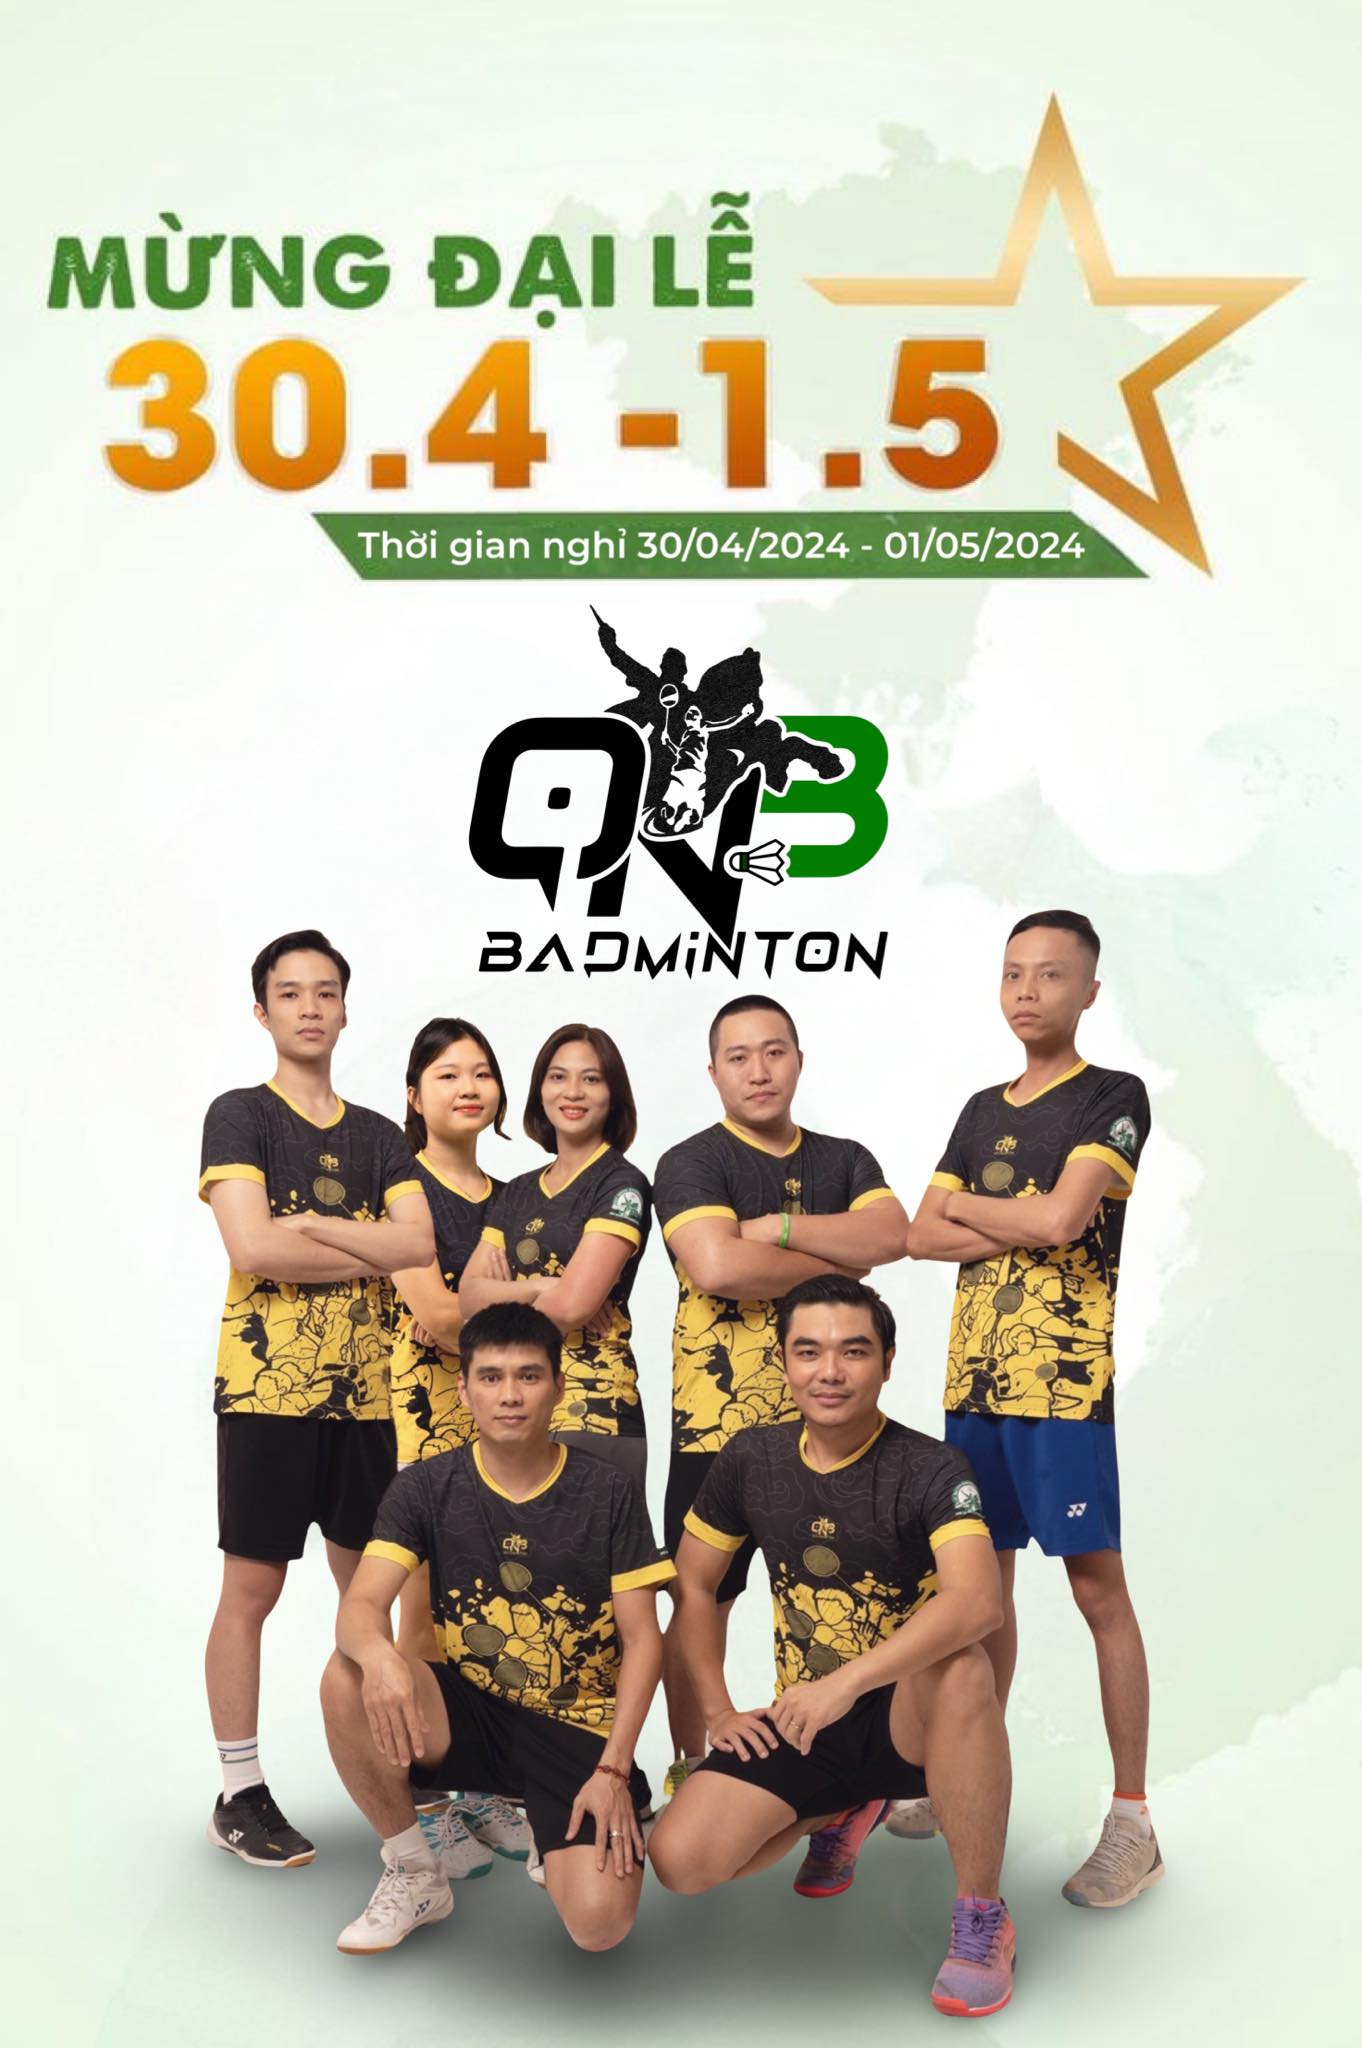 MỪNG ĐẠI LỄ
30.4 - 1.5
Thời gian nghỉ 30/04/2024 - 01/05/2024
QNB
BADMINTON